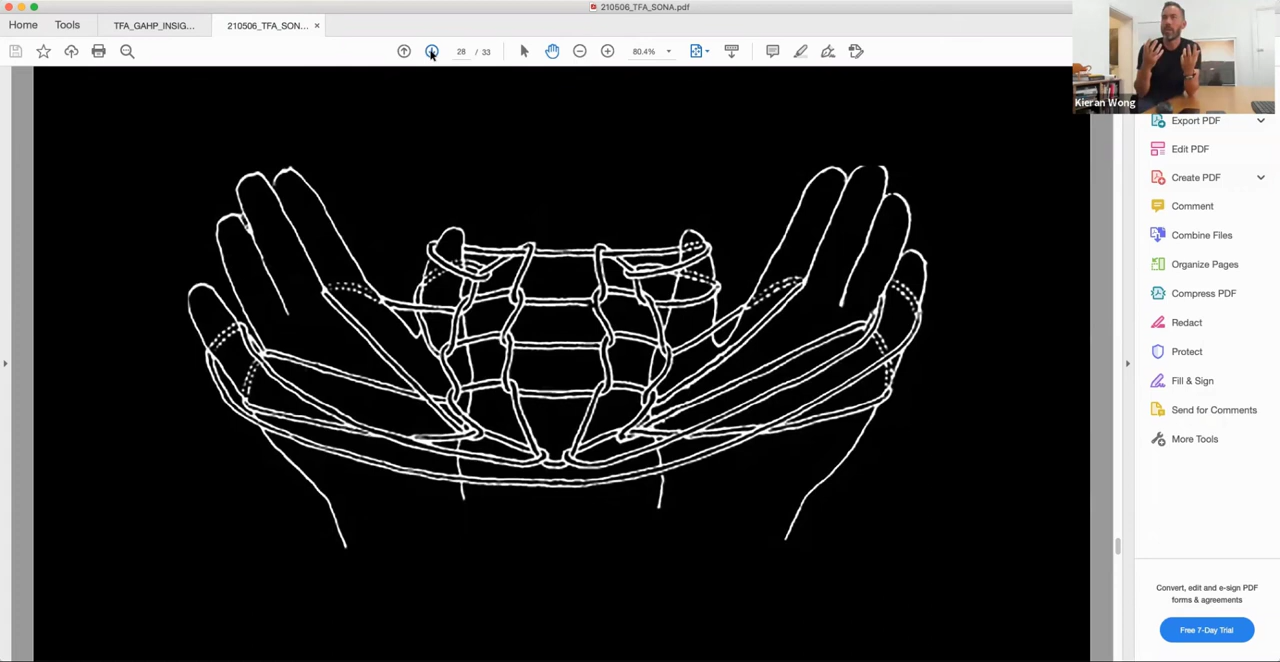 210506_TFA_SONA.pdf
Home
Tools
TFA_GAHP_INSIG...
210506_TFA_SON...
28 / 33
80.4%
Kieran Wong
Export PDF
Edit PDF
Create PDF
Comment
Combine Files
Organize Pages
Compress PDF
Redact
Protect
Fill & Sign
Send for Comments
More Tools
Convert, edit and e-sign PDF
forms & agreements
Free 7-Day Trial